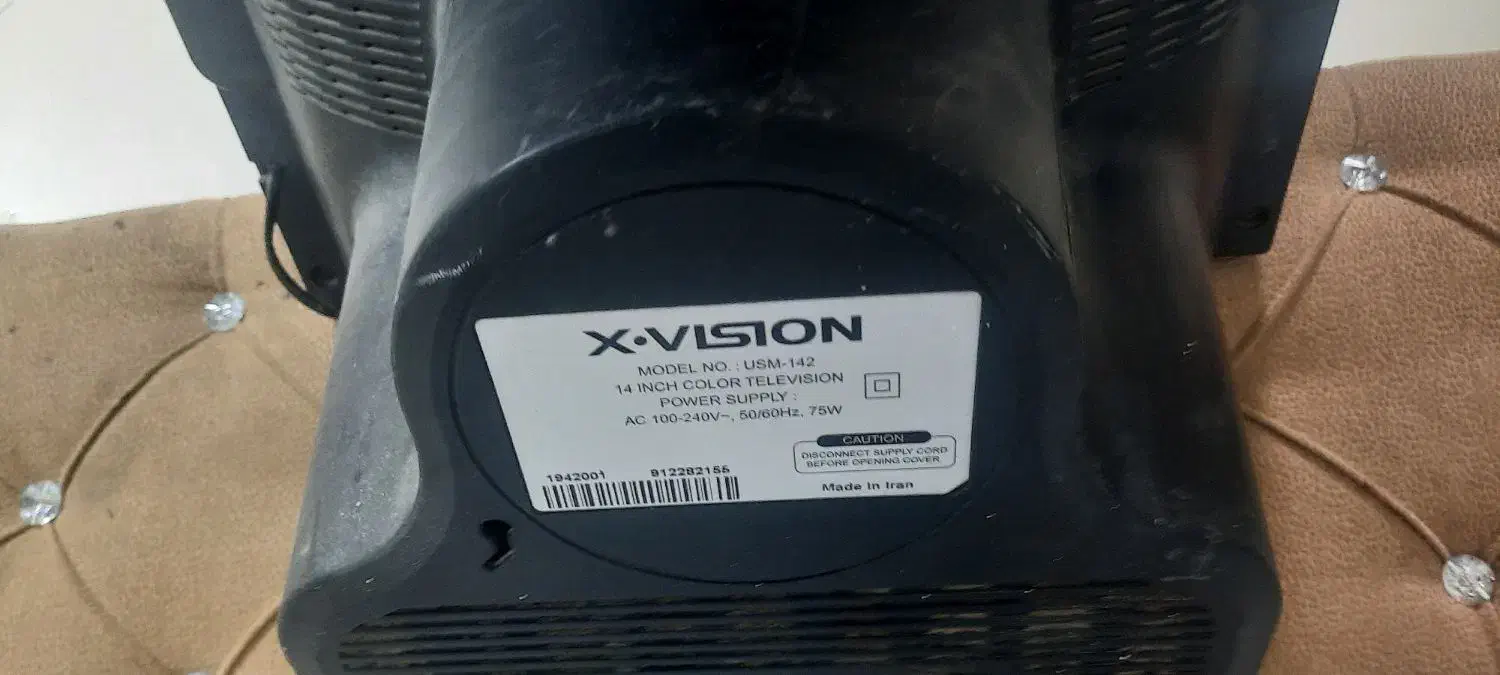 X•VISION
MODEL NO. : USM-142
14 INCH COLOR TELEVISION
POWER SUPPLY :
AC 100-240V~, 50/60Hz, 75W
CAUTION
DISCONNECT SUPPLY CORD
BEFORE OPENING COVER
1942001 912282155
Made In Iran